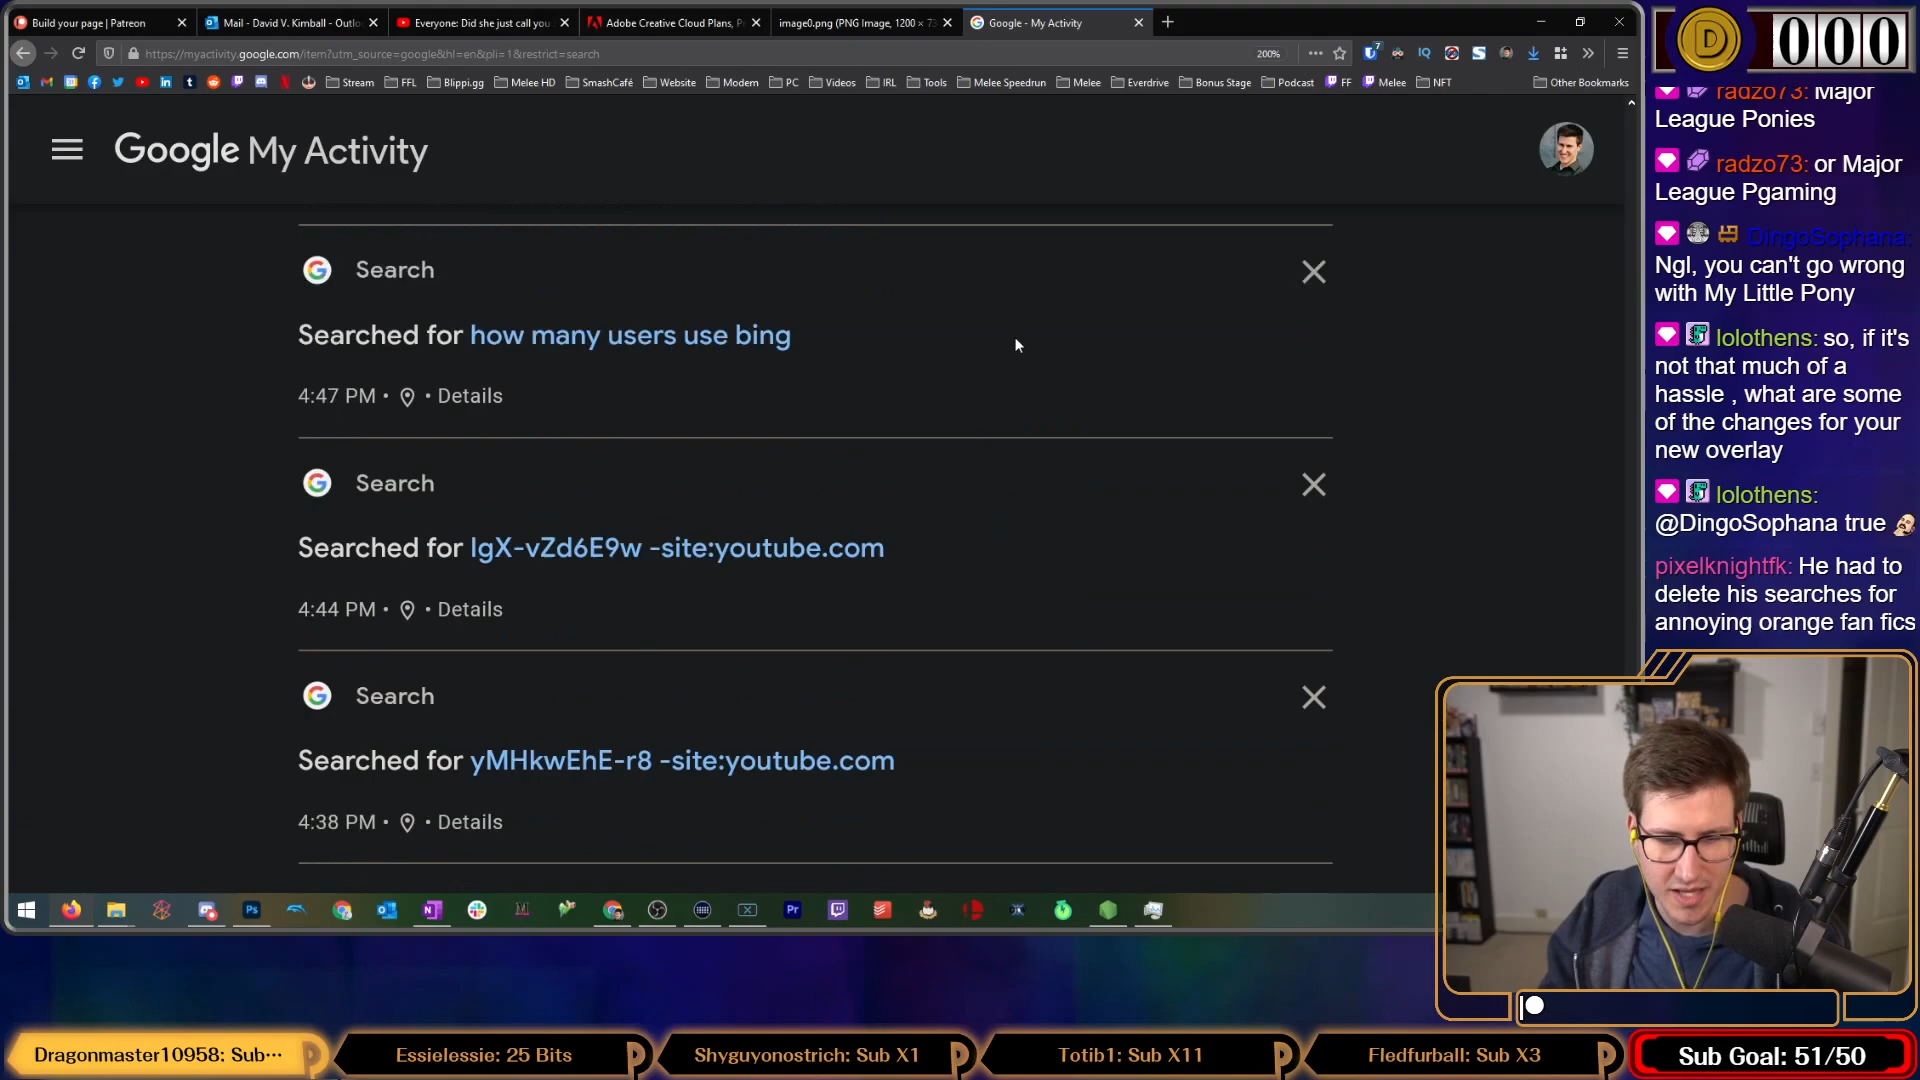 Build your page | Patreon
Mail - David V. Kimball - Outlo
Everyone: Did she just call you
Adobe Creative Cloud Plans, P
image0.png (PNG Image, 1200 × 73
Google - My Activity
https://myactivity.google.com/item?utm_source=google&hl=en&pli=1&restrict=search
200%
Stream
FFL
Blippi.gg
Melee HD
SmashCafé
Website
Modem
PC
Videos
IRL
Tools
Melee Speedrun
Melee
Everdrive
Bonus Stage
Podcast
FF
Melee
NFT
Other Bookmarks
Google My Activity
Search
Searched for how many users use bing
4:47 PM • • Details
Search
Searched for IgX-vZd6E9w -site:youtube.com
4:44 PM • • Details
Search
Searched for yMHkwEhE-r8 -site:youtube.com
4:38 PM • • Details
D 000
radzo73: Major
League Ponies
radzo73: or Major
League Pgaming
DingoSophana:
Ngl, you can't go wrong
with My Little Pony
lolothens: so, if it's
not that much of a
hassle , what are some
of the changes for your
new overlay
lolothens:
@DingoSophana true
pixelknightfk: He had to
delete his searches for
annoying orange fan fics
Dragonmaster10958: Sub…
Essielessie: 25 Bits
Shyguyonostrich: Sub X1
Totib1: Sub X11
Fledfurball: Sub X3
Sub Goal: 51/50